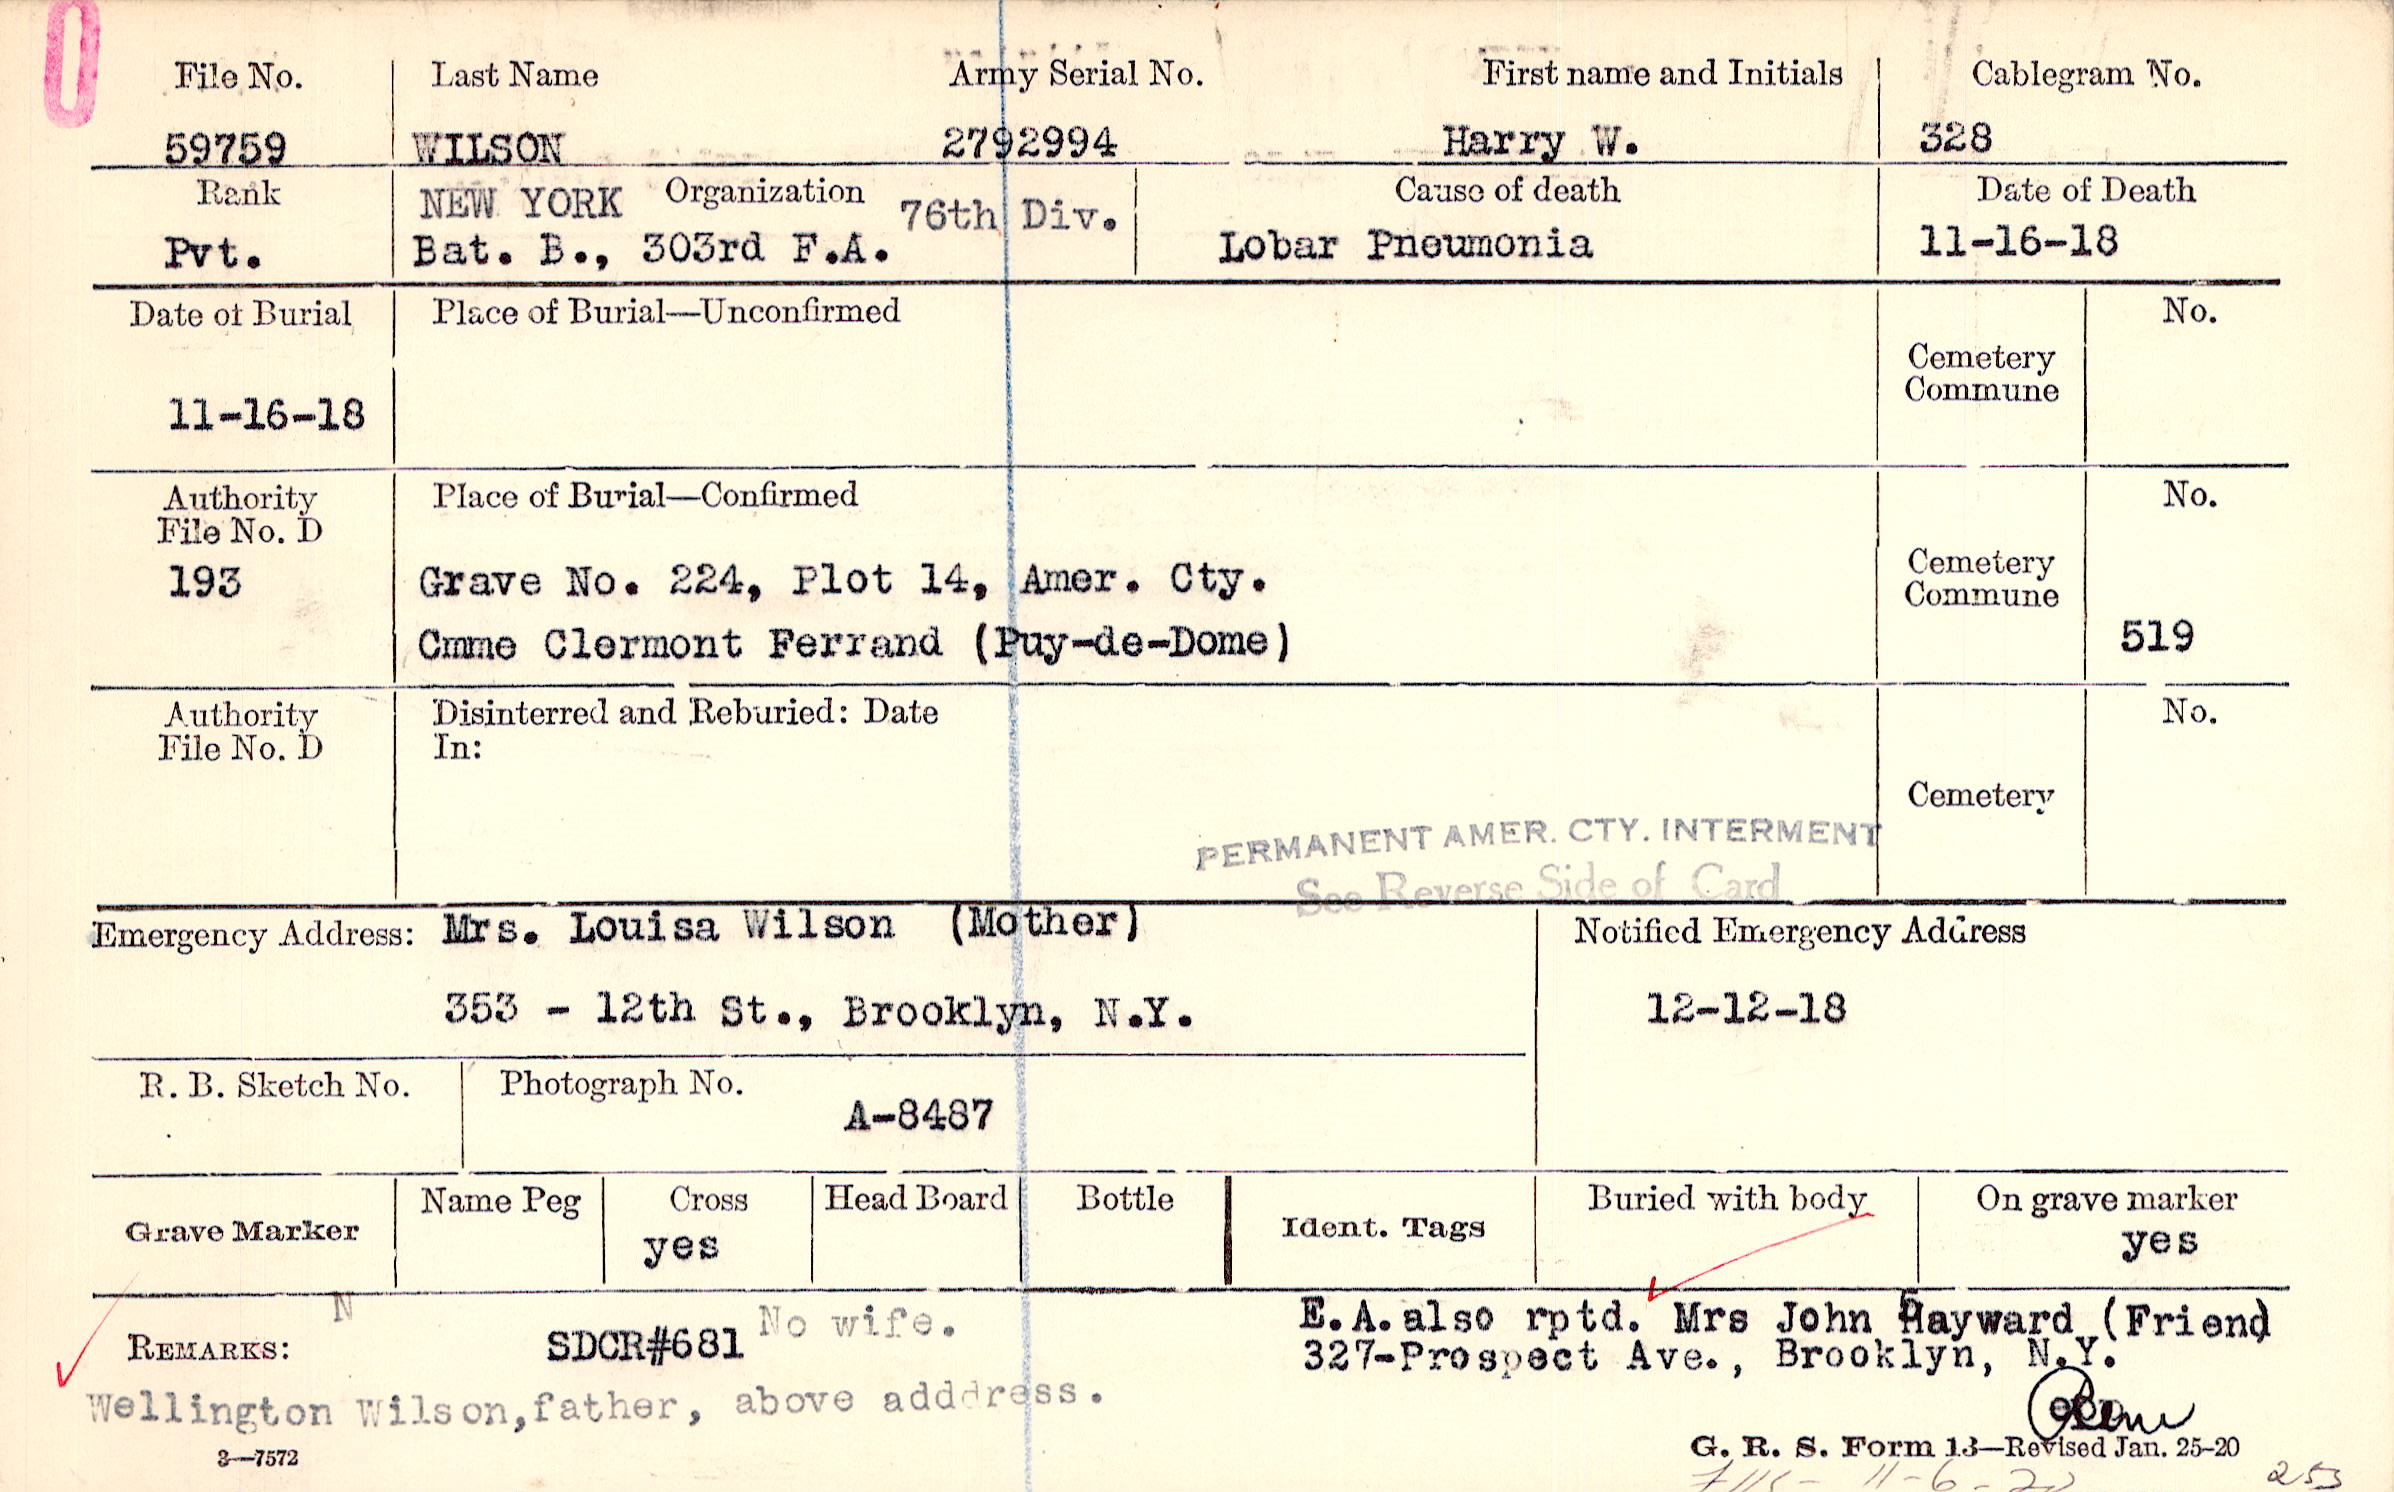 0
File No. Last Name Army Serial No. First name and Initials Cablegram No.
59759 WILSON 2792994 Harry W. 328
Rank NEW YORK Organization 76th Div. Cause of death Date of Death
Pvt. Bat. B., 303rd F.A. Lobar Pneumonia 11-16-18
Date of Burial Place of Burial—Unconfirmed No.
Cemetery
Commune
11-16-18
Authority Place of Burial—Confirmed No.
File No. D
193 Grave No. 224, Plot 14, Amer. Cty. Cemetery
Commune
Cmme Clermont Ferrand (Puy-de-Dome) 519
Authority Disinterred and Reburied: Date No.
File No. D In:
Cemetery
PERMANENT AMER. CTY. INTERMENT
See Reverse Side of Card
Emergency Address: Mrs. Louisa Wilson (Mother) Notified Emergency Address
353 - 12th St., Brooklyn, N.Y. 12-12-18
R. B. Sketch No. Photograph No.
A-8487
Grave Marker Name Peg Cross Head Board Bottle Ident. Tags Buried with body On grave marker
yes yes
N
REMARKS: SDCR#681 No wife. E.A. also rptd. Mrs John Hayward (Friend)
327-Prospect Ave., Brooklyn, N.Y.
Wellington Wilson, father, above adddress.
3—7572 G. R. S. Form 13—Revised Jan. 25-20
253